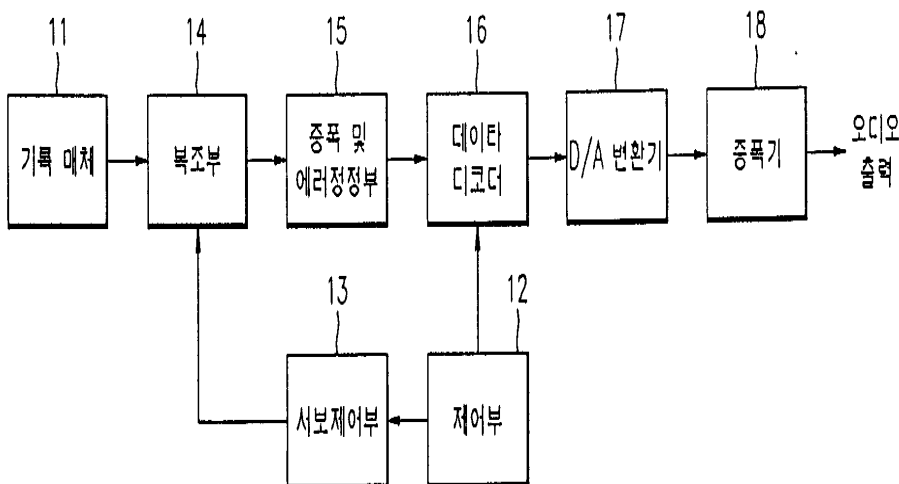 11
14
15
16
17
18
기록 매체
복조부
증폭 및
에러정정부
데이타
디코더
D/A 변환기
증폭기
오디오
출력
13
12
서보제어부
제어부